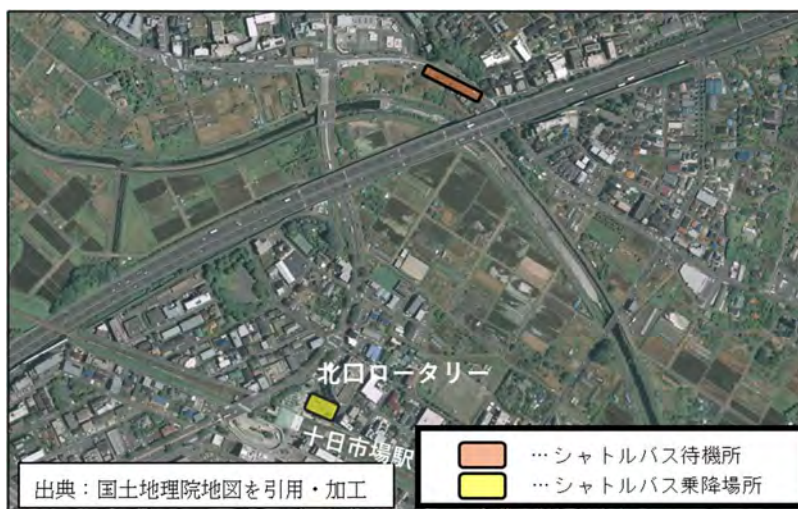 北口ロータリー
十日市場駅
…シャトルバス待機所
…シャトルバス乗降場所
出典：国土地理院地図を引用・加工